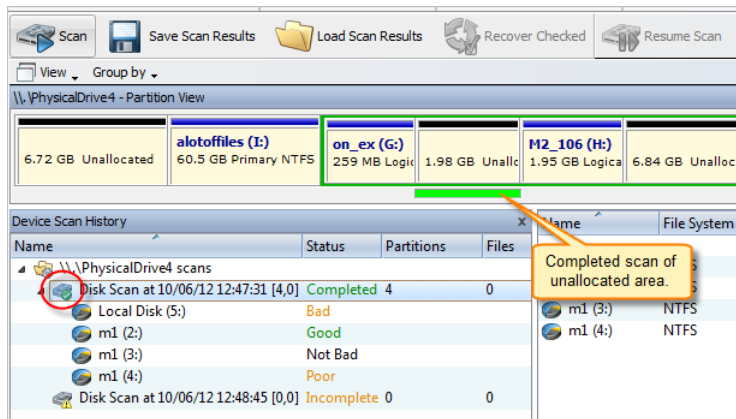 Scan Save Scan Results Load Scan Results Recover Checked Resume Scan
View Group by
\\.\PhysicalDrive4 - Partition View
alotoffiles (I:) on_ex (G:) M2_106 (H:)
6.72 GB Unallocated 60.5 GB Primary NTFS 259 MB Logic 1.98 GB Unallc 1.95 GB Logica 6.84 GB Unalloc
Device Scan History x Name File System
Name Status Partitions Files
\\.\PhysicalDrive4 scans
Disk Scan at 10/06/12 12:47:31 [4,0] Completed 4 0
Local Disk (5:) Bad
m1 (2:) Good
m1 (3:) Not Bad
m1 (4:) Poor
Disk Scan at 10/06/12 12:48:45 [0,0] Incomplete 0 0
Completed scan of
unallocated area.
m1 (3:) NTFS
m1 (4:) NTFS